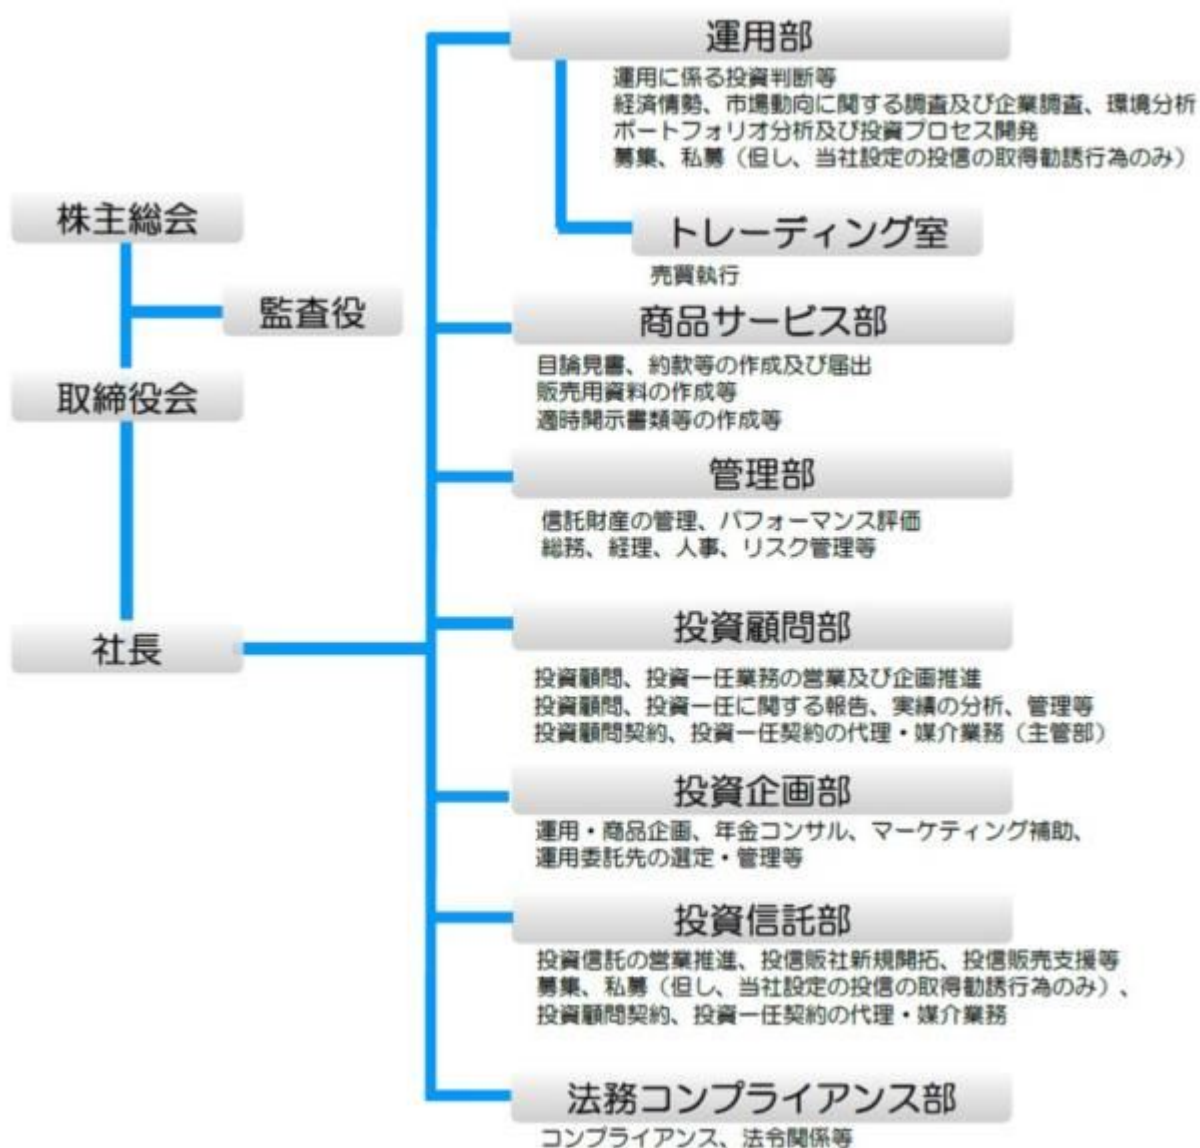 株主総会
監査役
取締役会
社長
運用部
運用に係る投資判断等
経済情勢、市場動向に関する調査及び企業調査、環境分析
ポートフォリオ分析及び投資プロセス開発
募集、私募（但し、当社設定の投信の取得勧誘行為のみ）
トレーディング室
売買執行
商品サービス部
目論見書、約款等の作成及び届出
販売用資料の作成等
適時開示書類等の作成等
管理部
信託財産の管理、パフォーマンス評価
総務、経理、人事、リスク管理等
投資顧問部
投資顧問、投資一任業務の営業及び企画推進
投資顧問、投資一任に関する報告、実績の分析、管理等
投資顧問契約、投資一任契約の代理・媒介業務（主管部）
投資企画部
運用・商品企画、年金コンサル、マーケティング補助、
運用委託先の選定・管理等
投資信託部
投資信託の営業推進、投信販社新規開拓、投信販売支援等
募集、私募（但し、当社設定の投信の取得勧誘行為のみ）、
投資顧問契約、投資一任契約の代理・媒介業務
法務コンプライアンス部
コンプライアンス、法令関係等